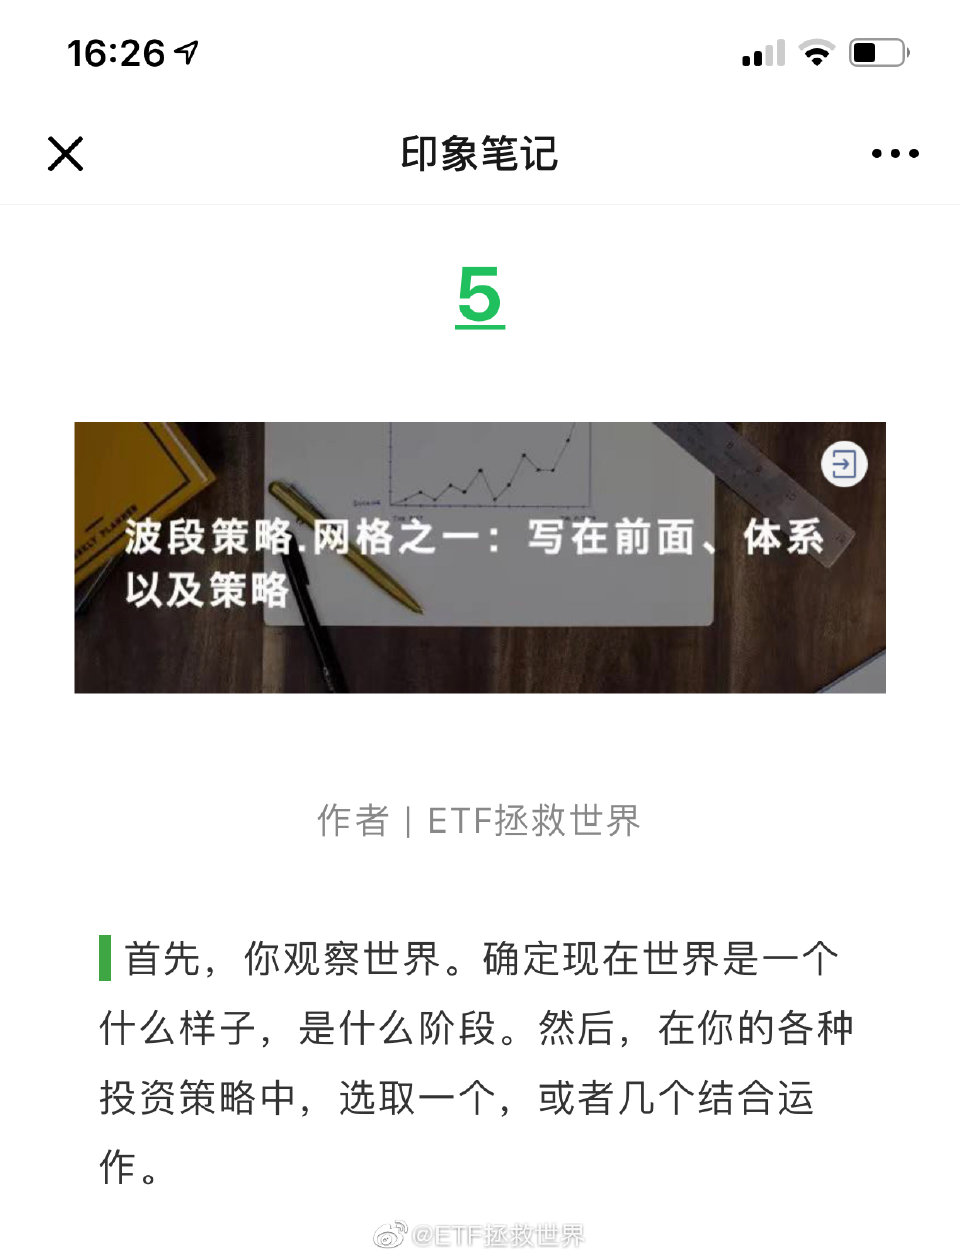 16:26
印象笔记
5
波段策略.网格之一：写在前面、体系
以及策略
作者 | ETF拯救世界
首先，你观察世界。确定现在世界是一个
什么样子，是什么阶段。然后，在你的各种
投资策略中，选取一个，或者几个结合运
作。
@ETF拯救世界